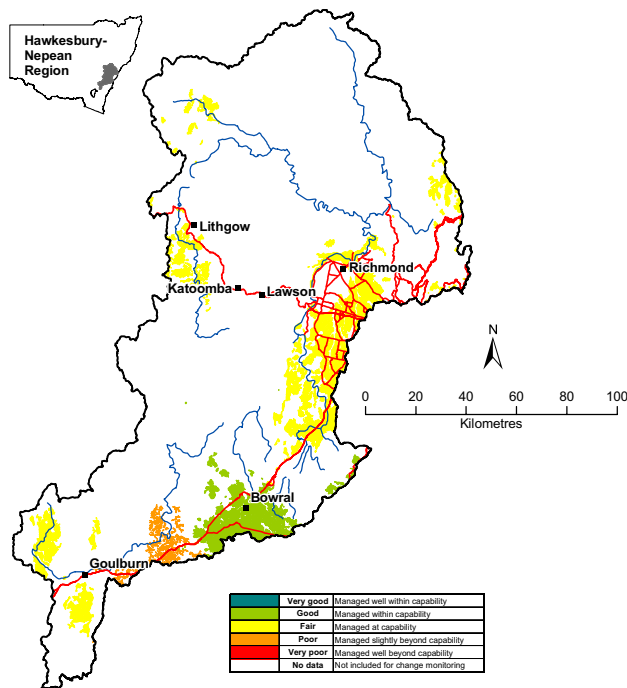 Hawkesbury-
Nepean
Region
Lithgow
Richmond
Katoomba
Lawson
N
0 20 40 60 80 100
Kilometres
Bowral
Goulburn
Very good Managed well within capability
Good Managed within capability
Fair Managed at capability
Poor Managed slightly beyond capability
Very poor Managed well beyond capability
No data Not included for change monitoring